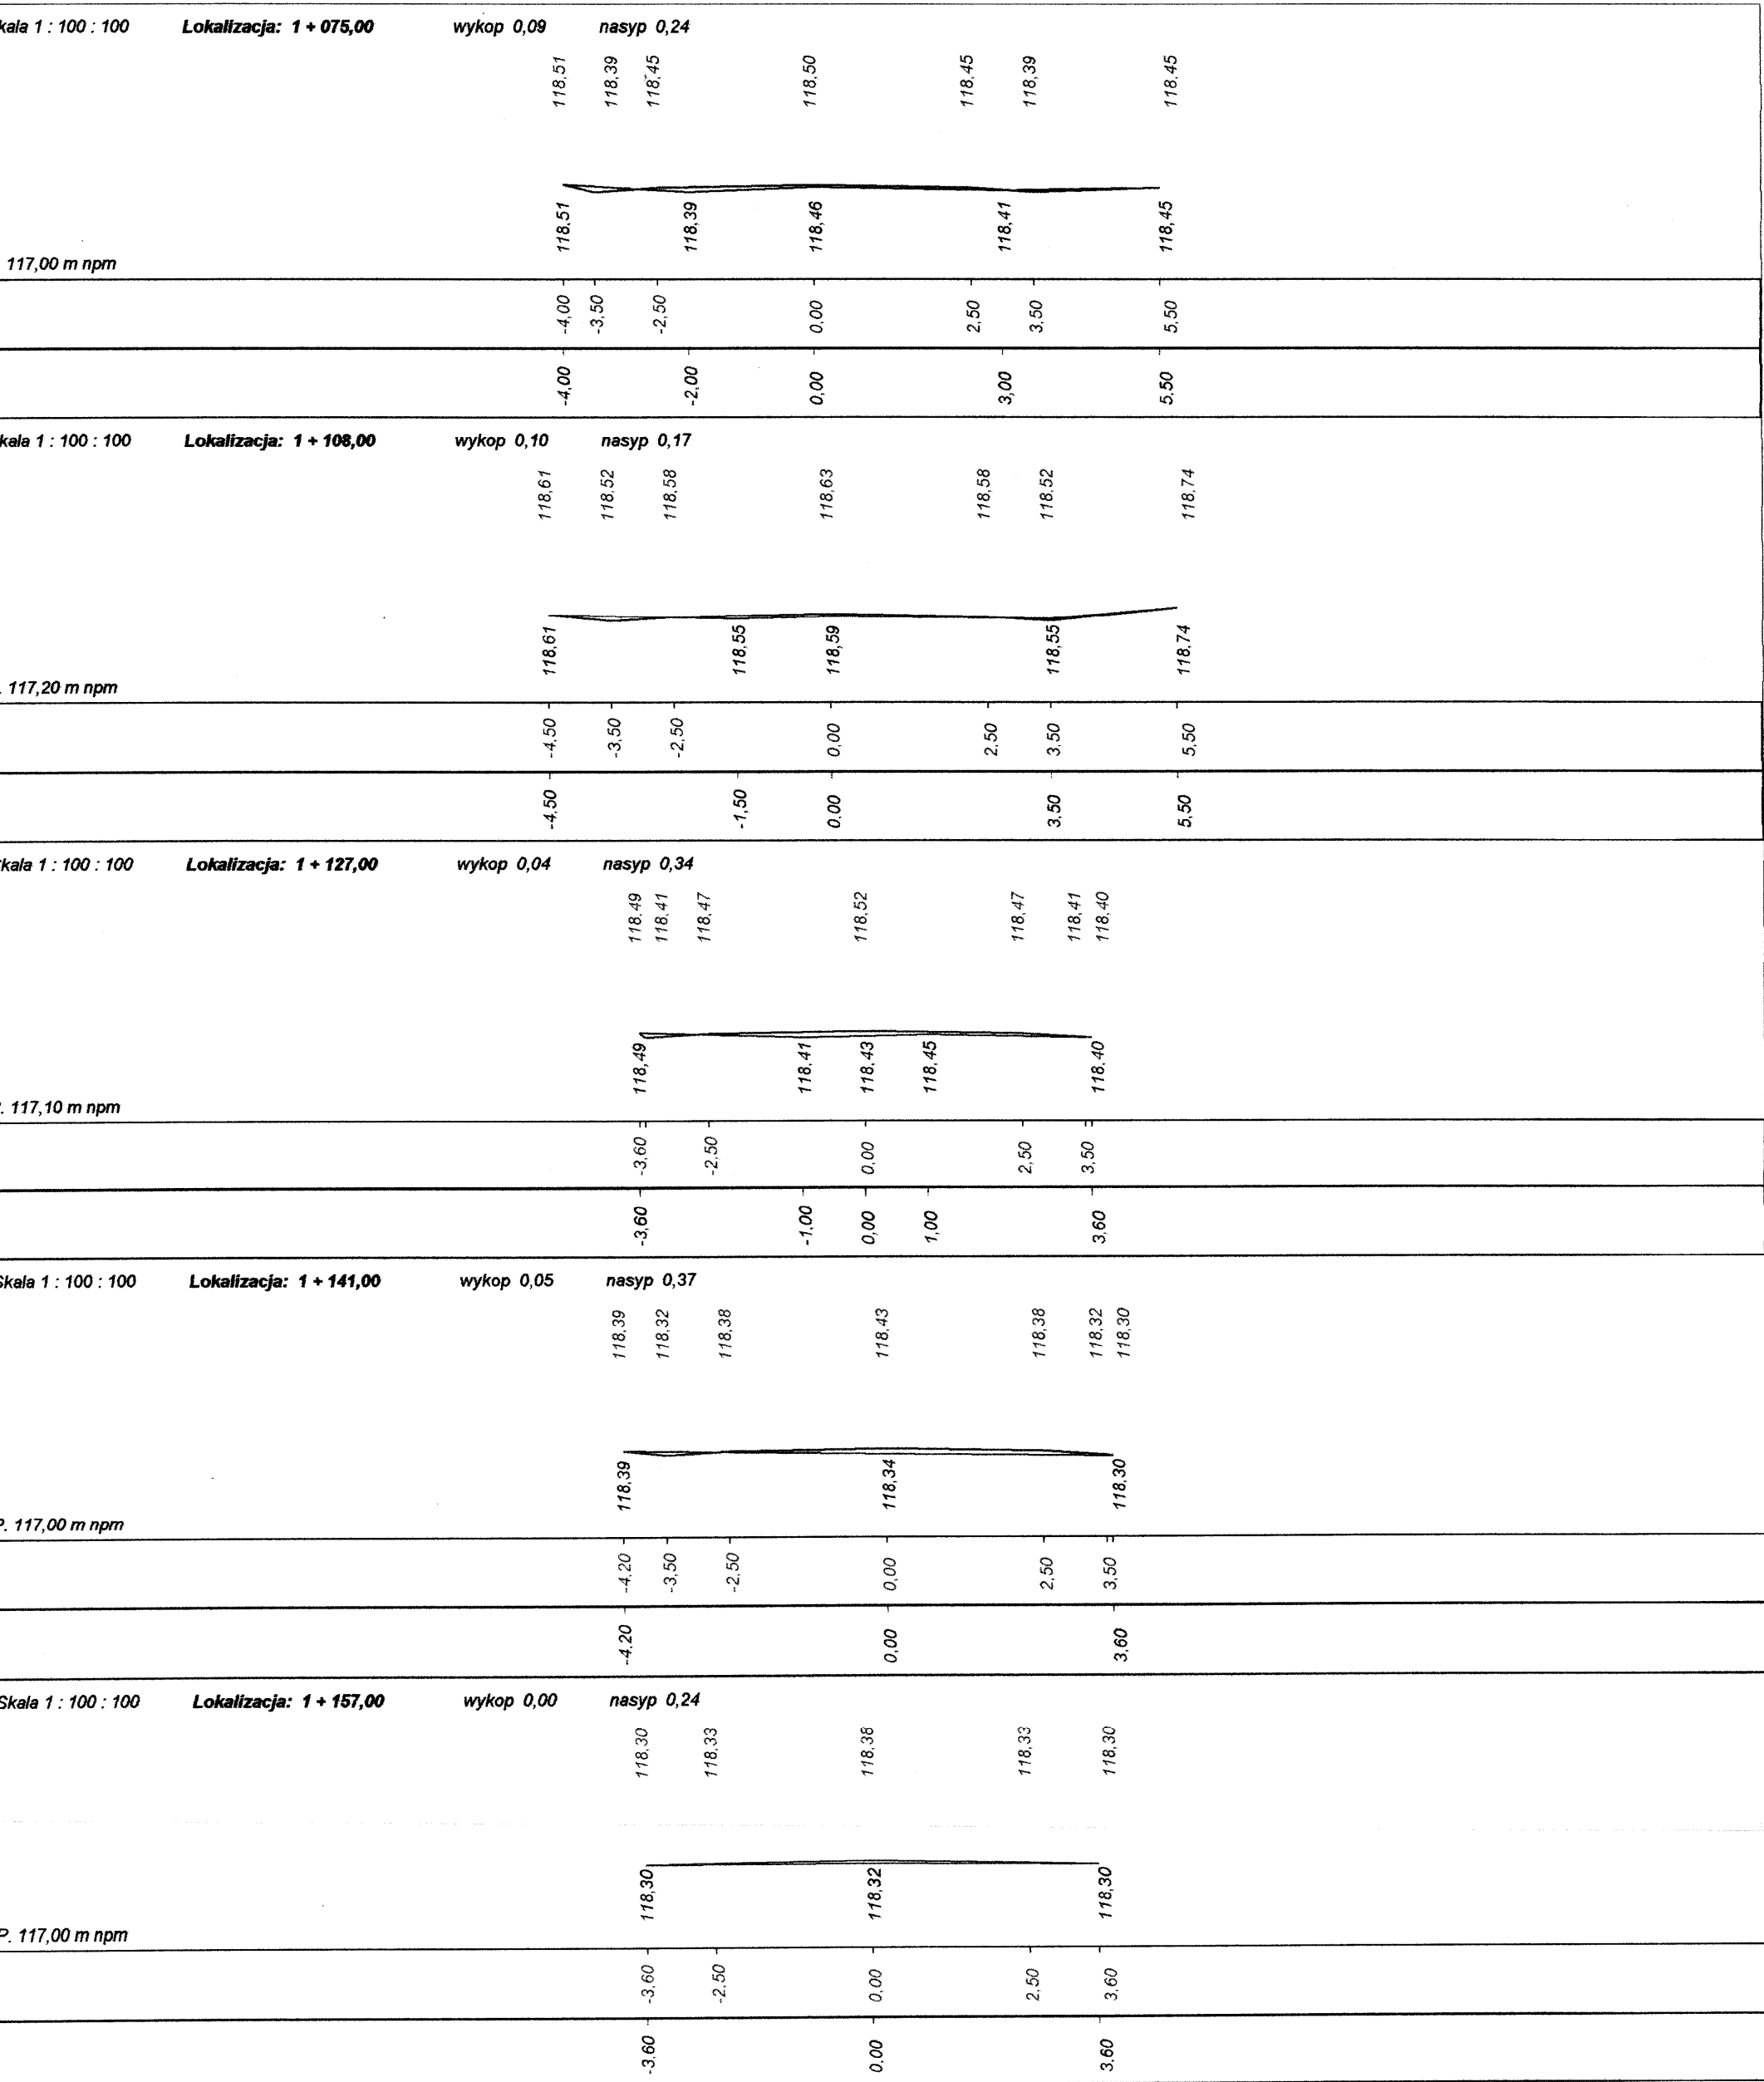 kala 1 : 100 : 100 Lokalizacja: 1 + 075,00 wykop 0,09 nasyp 0,24
118.51 118,39 118.45 118.50 118.45 118,39 118.45
118.51 118,39 118,46 118,41 118,45
117,00 m npm
-4,00 -3,50 -2,50 0,00 2,50 3,50 5,50
-4,00 -2,00 0,00 3,00 5.50
kala 1 : 100 : 100 Lokalizacja: 1 + 108,00 wykop 0,10 nasyp 0,17
118,61 118.52 118.58 118,63 118,58 118.52 118.74
118,61 118,55 118,59 118,55 118.74
. 117,20 m npm
-4,50 -3,50 -2,50 0,00 2.50 3,50 5,50
-4,50 -1,50 0,00 3,50 5,50
kala 1 : 100 : 100 Lokalizacja: 1 + 127,00 wykop 0,04 nasyp 0,34
118.49 118,41 118,47 118,52 118,47 118,41 118.40
118,49 118.41 118.43 118.45 118.40
. 117,10 m npm
-3,60 -2,50 0,00 2,50 3,50
-3,60 -1,00 0,00 1,00 3,60
Skala 1 : 100 : 100 Lokalizacja: 1 + 141,00 wykop 0,05 nasyp 0,37
118,39 118,32 118,38 118,43 118,38 118,32 118,30
118,39 118,34 118,30
P. 117,00 m npm
-4,20 -3,50 -2,50 0,00 2,50 3,50
-4.20 0,00 3,60
Skala 1 : 100 : 100 Lokalizacja: 1 + 157,00 wykop 0,00 nasyp 0,24
118,30 118,33 118,38 118,33 118,30
118,30 118,32 118,30
P. 117,00 m npm
-3,60 -2,50 0,00 2,50 3,60
-3,60 0,00 3,60